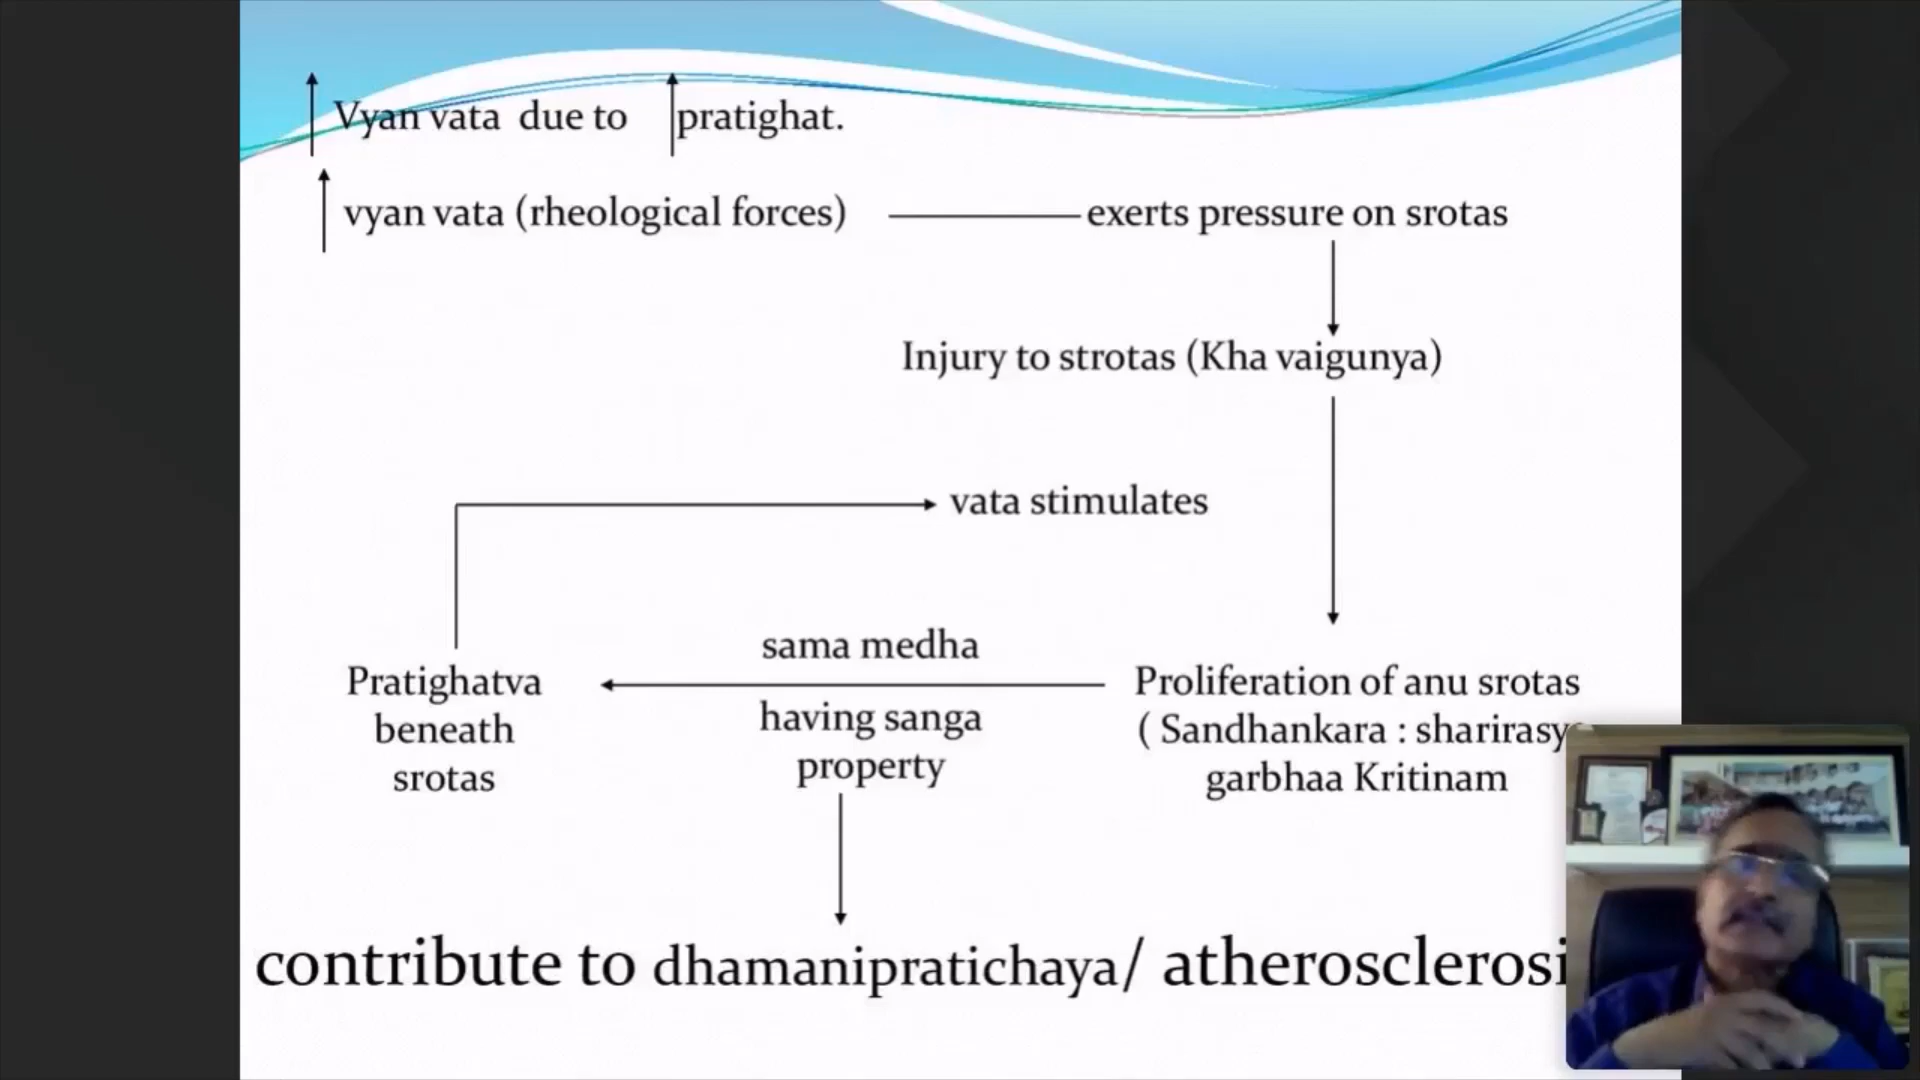 Vyan vata due to pratighat.
vyan vata (rheological forces) exerts pressure on srotas
Injury to strotas (Kha vaigunya)
vata stimulates
sama medha
Pratighatva
beneath
srotas
having sanga
property
Proliferation of anu srotas
( Sandhankara : sharirasy
garbhaa Kritinam
contribute to dhamanipratichaya/ atherosclerosi